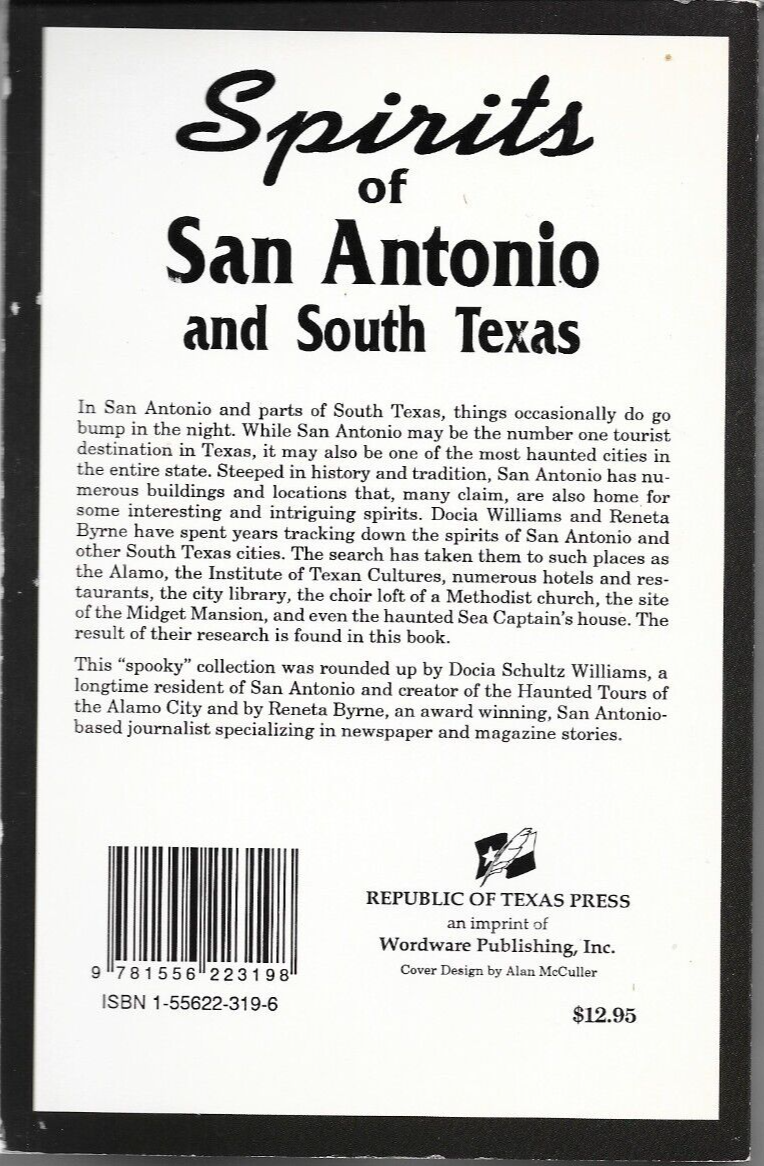 Spirits
of
San Antonio
and South Texas
In San Antonio and parts of South Texas, things occasionally do go
bump in the night. While San Antonio may be the number one tourist
destination in Texas, it may also be one of the most haunted cities in
the entire state. Steeped in history and tradition, San Antonio has nu-
merous buildings and locations that, many claim, are also home for
some interesting and intriguing spirits. Docia Williams and Reneta
Byrne have spent years tracking down the spirits of San Antonio and
other South Texas cities. The search has taken them to such places as
the Alamo, the Institute of Texan Cultures, numerous hotels and res-
taurants, the city library, the choir loft of a Methodist church, the site
of the Midget Mansion, and even the haunted Sea Captain's house. The
result of their research is found in this book.
This "spooky" collection was rounded up by Docia Schultz Williams, a
longtime resident of San Antonio and creator of the Haunted Tours of
the Alamo City and by Reneta Byrne, an award winning, San Antonio-
based journalist specializing in newspaper and magazine stories.
9 781556 223198
ISBN 1-55622-319-6
REPUBLIC OF TEXAS PRESS
an imprint of
Wordware Publishing, Inc.
Cover Design by Alan McCuller
$12.95